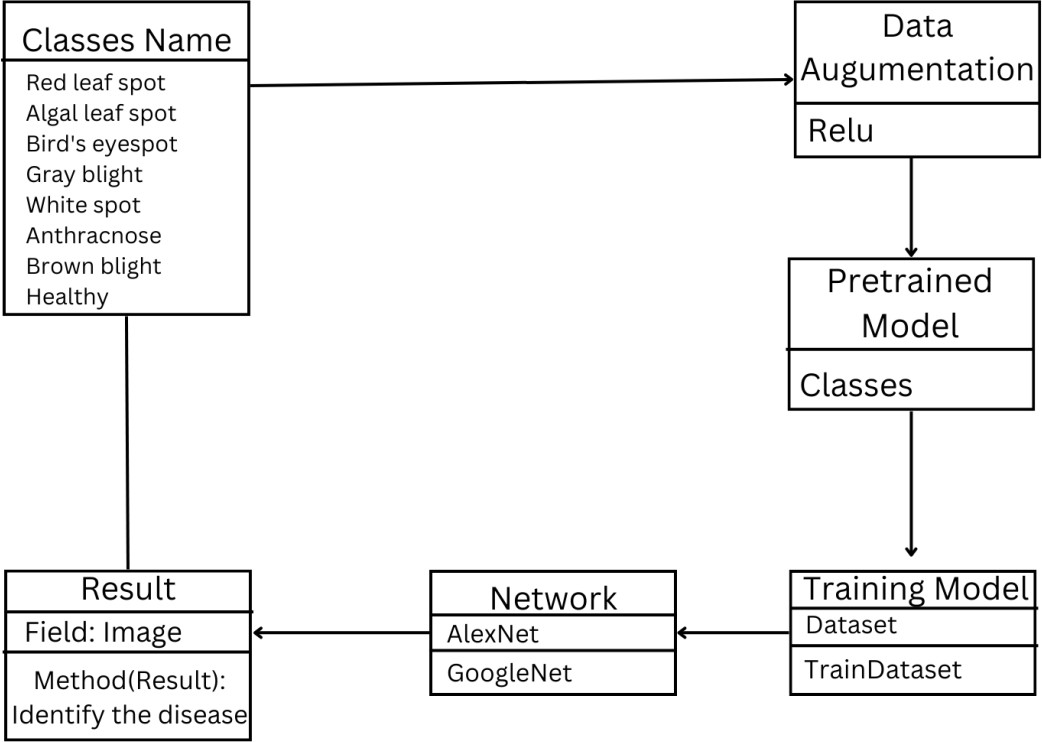 Classes Name
Red leaf spot
Algal leaf spot
Bird's eyespot
Gray blight
White spot
Anthracnose
Brown blight
Healthy
Data
Augumentation
Relu
Pretrained
Model
Classes
Training Model
Dataset
TrainDataset
Network
AlexNet
GoogleNet
Result
Field: Image
Method(Result):
Identify the disease